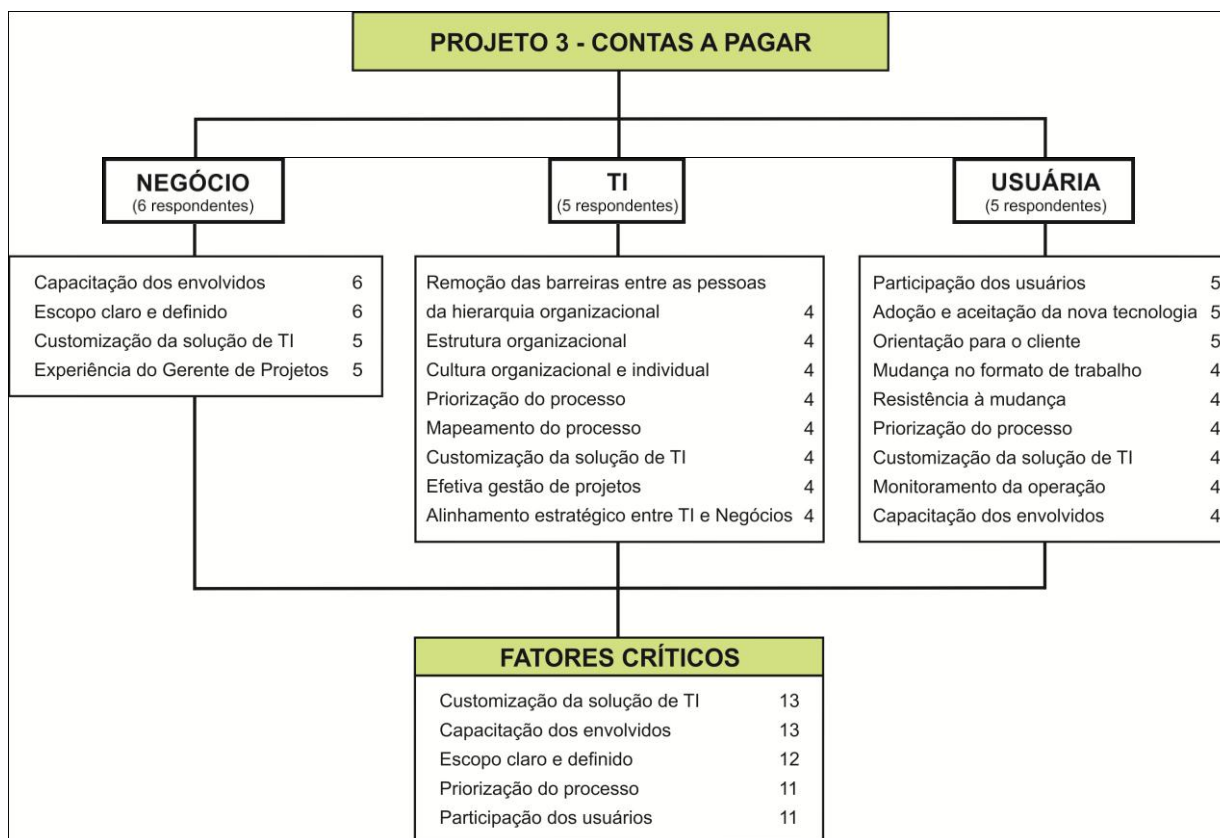 PROJETO 3 - CONTAS A PAGAR
NEGÓCIO
(6 respondentes)
TI
(5 respondentes)
USUÁRIA
(5 respondentes)
Capacitação dos envolvidos 6
Escopo claro e definido 6
Customização da solução de TI 5
Experiência do Gerente de Projetos 5
Remoção das barreiras entre as pessoas
da hierarquia organizacional 4
Estrutura organizacional 4
Cultura organizacional e individual 4
Priorização do processo 4
Mapeamento do processo 4
Customização da solução de TI 4
Efetiva gestão de projetos 4
Alinhamento estratégico entre TI e Negócios 4
Participação dos usuários 5
Adoção e aceitação da nova tecnologia 5
Orientação para o cliente 5
Mudança no formato de trabalho 4
Resistência à mudança 4
Priorização do processo 4
Customização da solução de TI 4
Monitoramento da operação 4
Capacitação dos envolvidos 4
FATORES CRÍTICOS
Customização da solução de TI 13
Capacitação dos envolvidos 13
Escopo claro e definido 12
Priorização do processo 11
Participação dos usuários 11